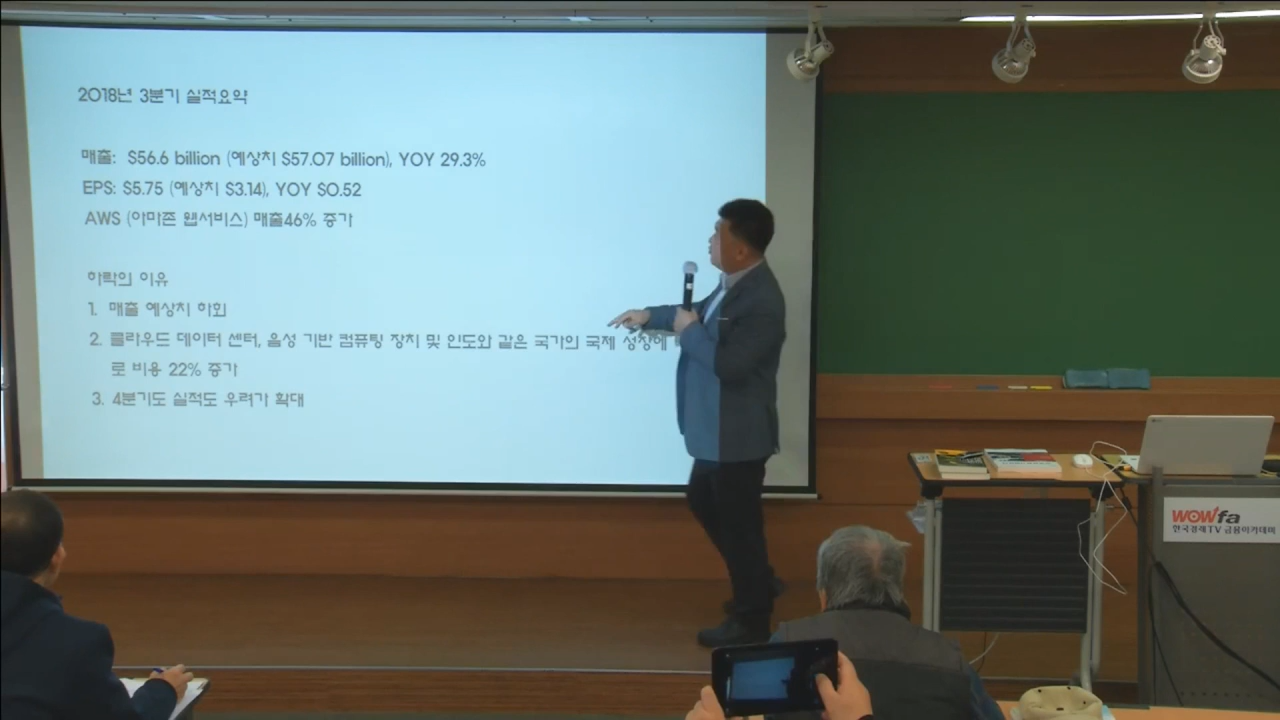 2018년 3분기 실적요약
매출: $56.6 billion (예상치 $57.07 billion), YOY 29.3%
EPS: $5.75 (예상치 $3.14), YOY $0.52
AWS (아마존 웹서비스) 매출46% 증가
하락의 이유
1. 매출 예상치 하회
2. 클라우드 데이터 센터, 음성 기반 컴퓨팅 장치 및 인도와 같은 국가의 국제 성장에
로 비용 22% 증가
3. 4분기도 실적도 우려가 확대
WOWfa
한국경제TV 금융아카데미